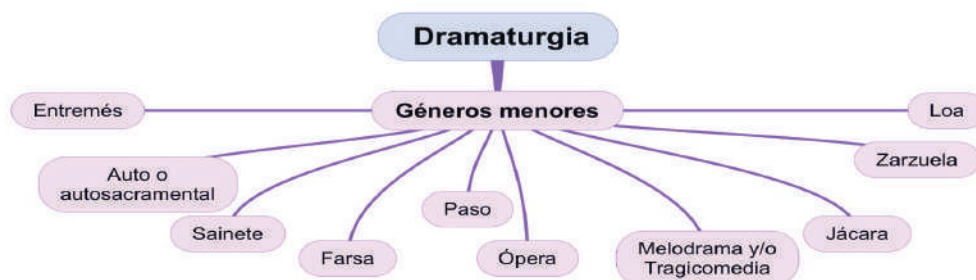 Dramaturgia
Géneros menores
Entremés
Loa
Auto o
autosacramental
Zarzuela
Sainete
Farsa
Paso
Ópera
Melodrama y/o
Tragicomedia
Jácara